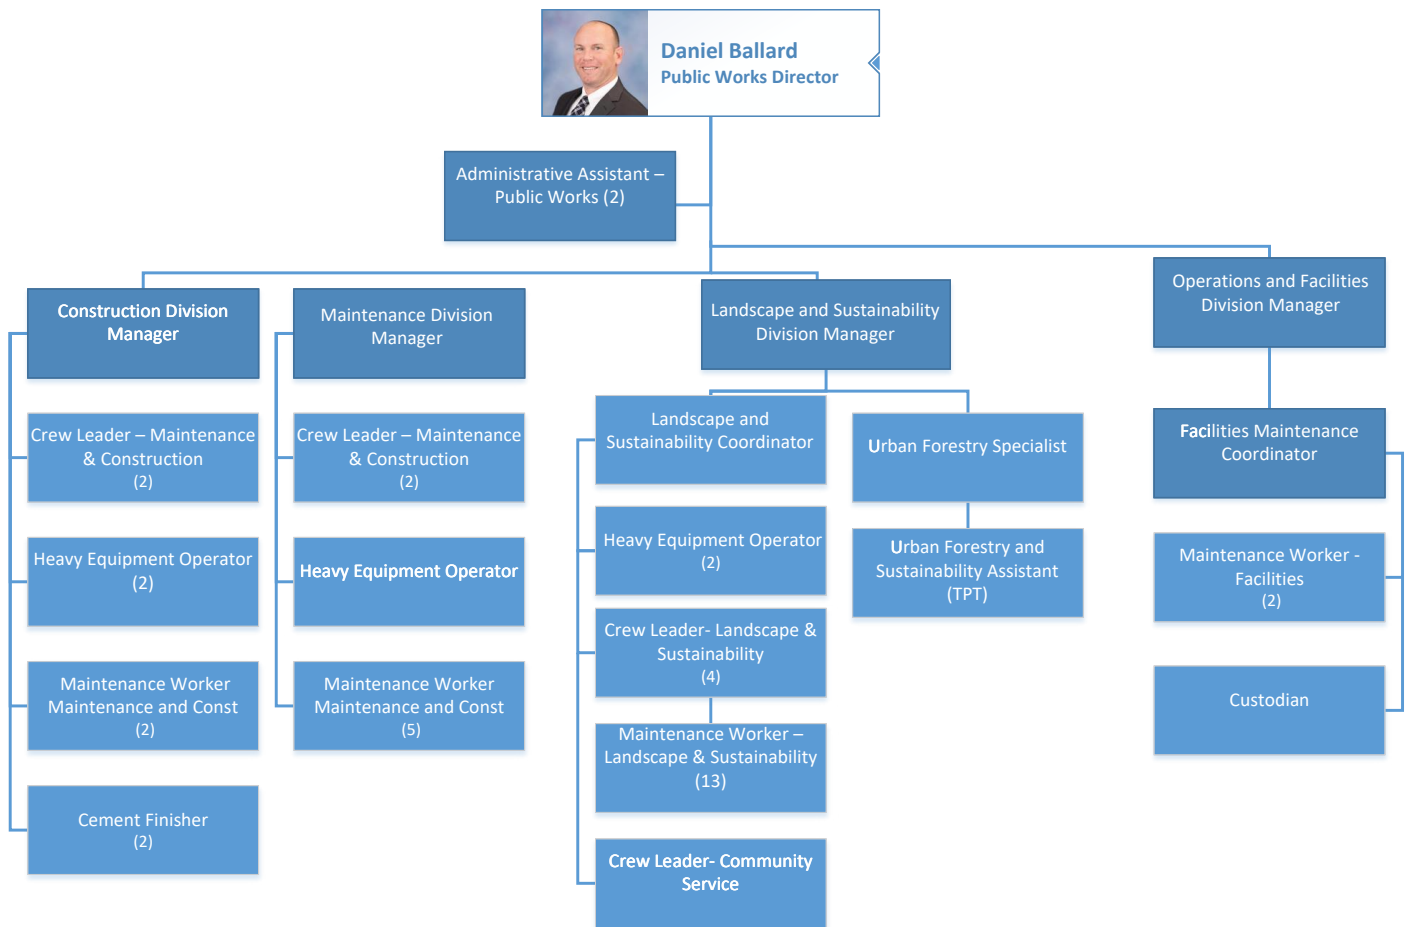 Daniel Ballard
Public Works Director
Administrative Assistant –
Public Works (2)
Construction Division
Manager
Crew Leader – Maintenance
& Construction
(2)
Heavy Equipment Operator
(2)
Maintenance Worker
Maintenance and Const
(2)
Cement Finisher
(2)
Maintenance Division
Manager
Crew Leader – Maintenance
& Construction
(2)
Heavy Equipment Operator
Maintenance Worker
Maintenance and Const
(5)
Landscape and Sustainability
Division Manager
Landscape and
Sustainability Coordinator
Heavy Equipment Operator
(2)
Crew Leader- Landscape &
Sustainability
(4)
Maintenance Worker –
Landscape & Sustainability
(13)
Crew Leader- Community
Service
Urban Forestry Specialist
Urban Forestry and
Sustainability Assistant
(TPT)
Operations and Facilities
Division Manager
Facilities Maintenance
Coordinator
Maintenance Worker -
Facilities
(2)
Custodian